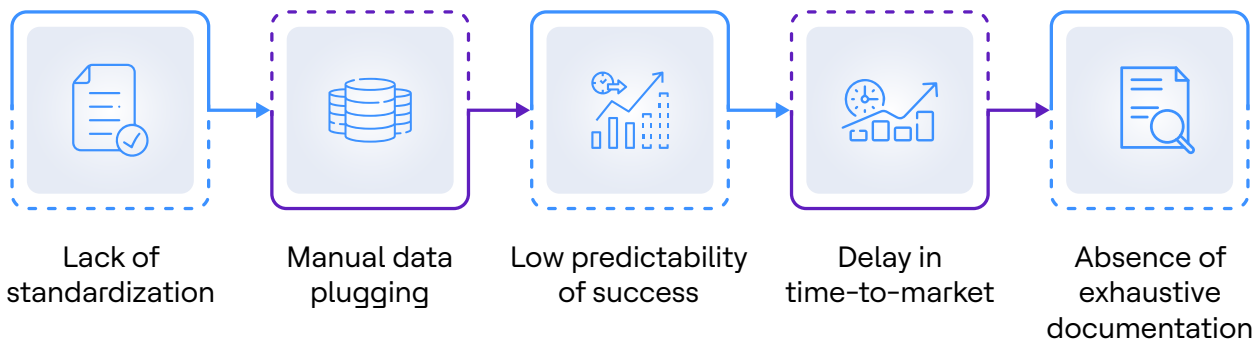 Lack of
standardization
Manual data
plugging
Low predictability
of success
Delay in
time-to-market
Absence of
exhaustive
documentation